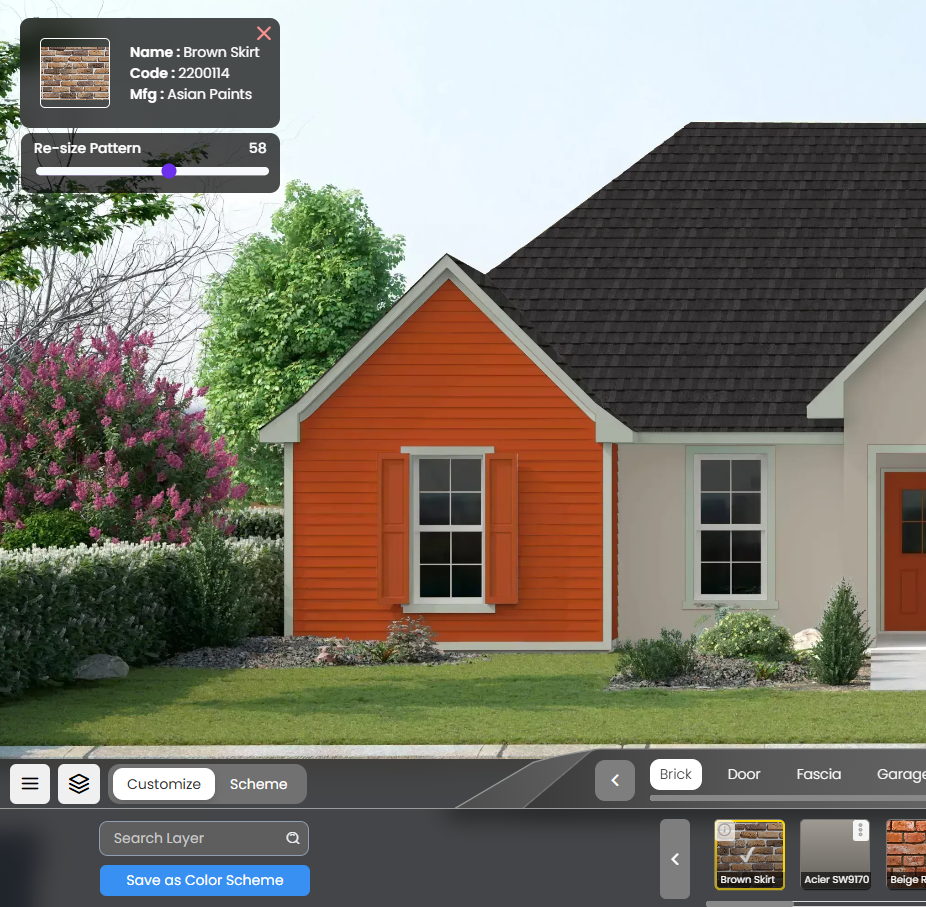 Name : Brown Skirt
Code : 2200114
Mfg : Asian Paints
Re-size Pattern 58
Customize Scheme
Brick Door Fascia Garage
Search Layer
Save as Color Scheme
Brown Skirt Acier SW9170 Beige R